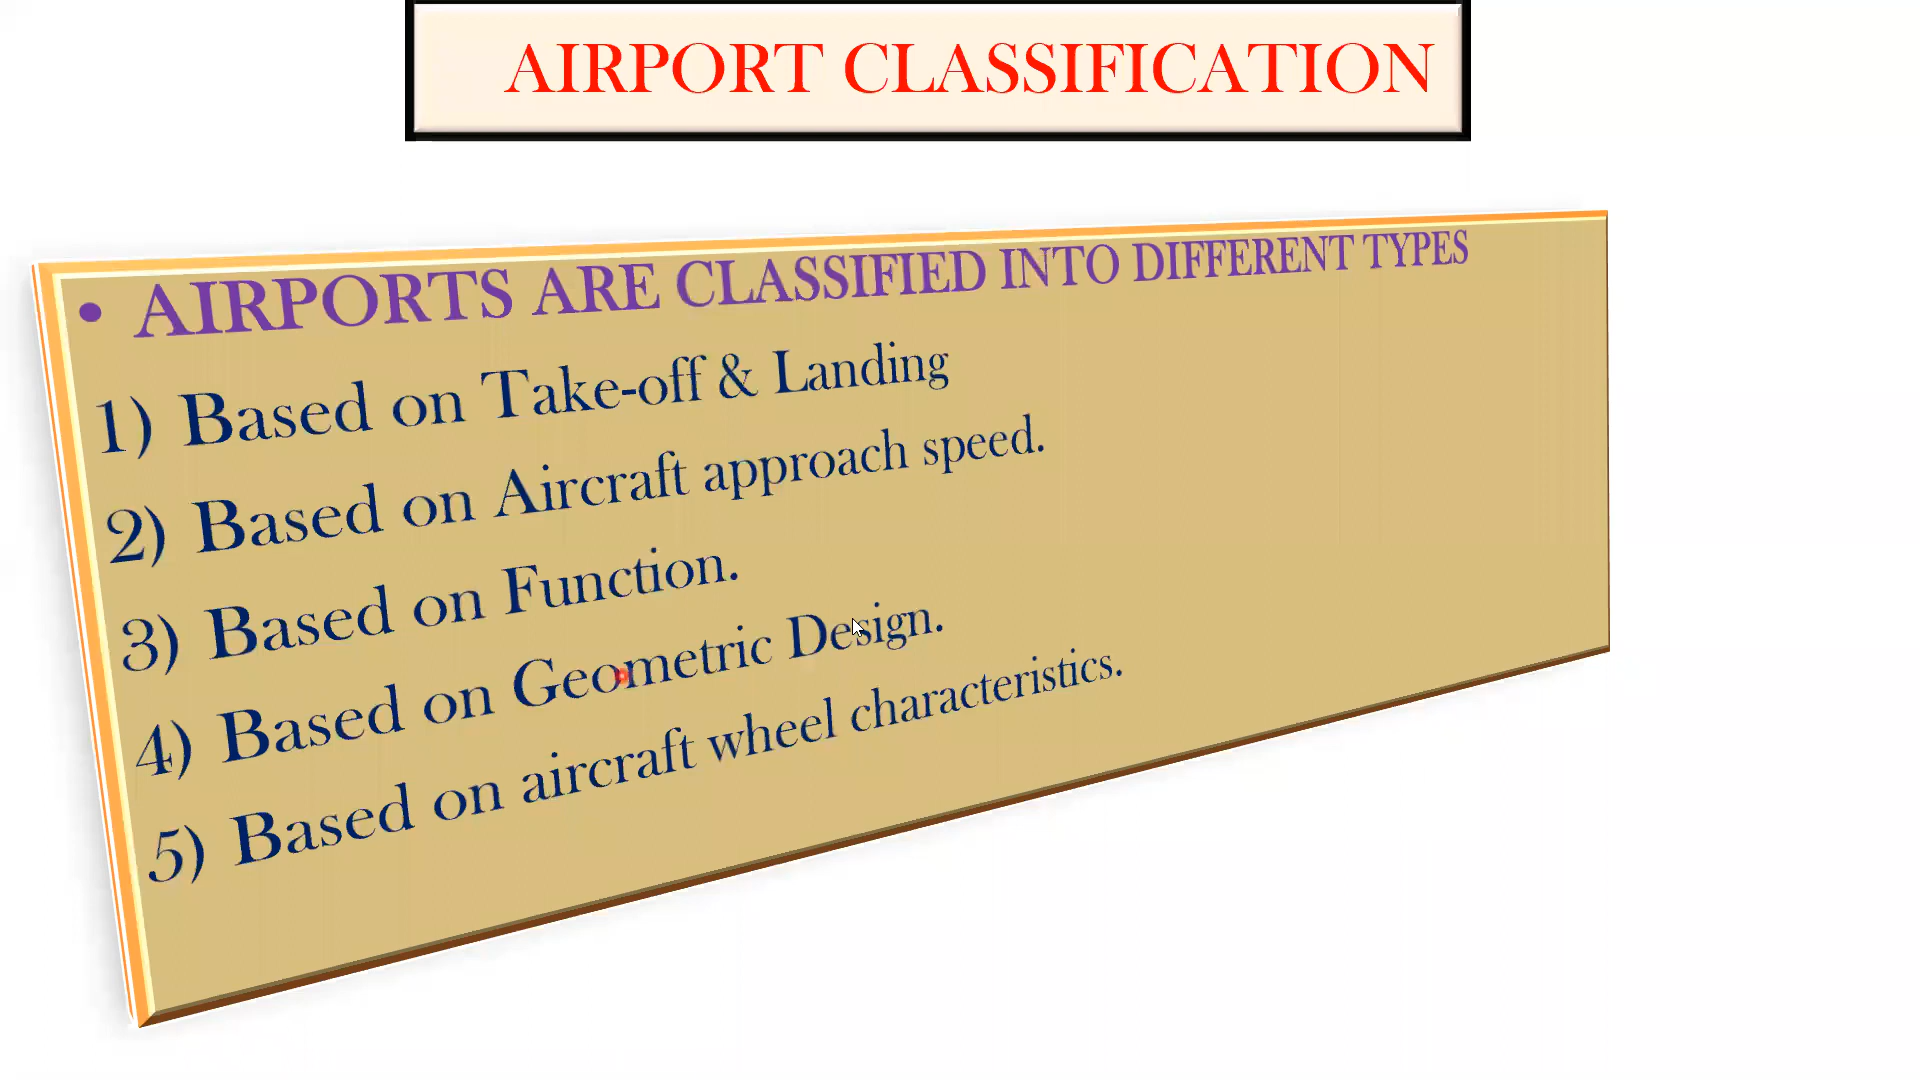 AIRPORT CLASSIFICATION
• AIRPORTS ARE CLASSIFIED INTO DIFFERENT TYPES
1) Based on Take-off & Landing
2) Based on Aircraft approach speed.
3) Based on Function.
4) Based on Geometric Design.
5) Based on aircraft wheel characteristics.